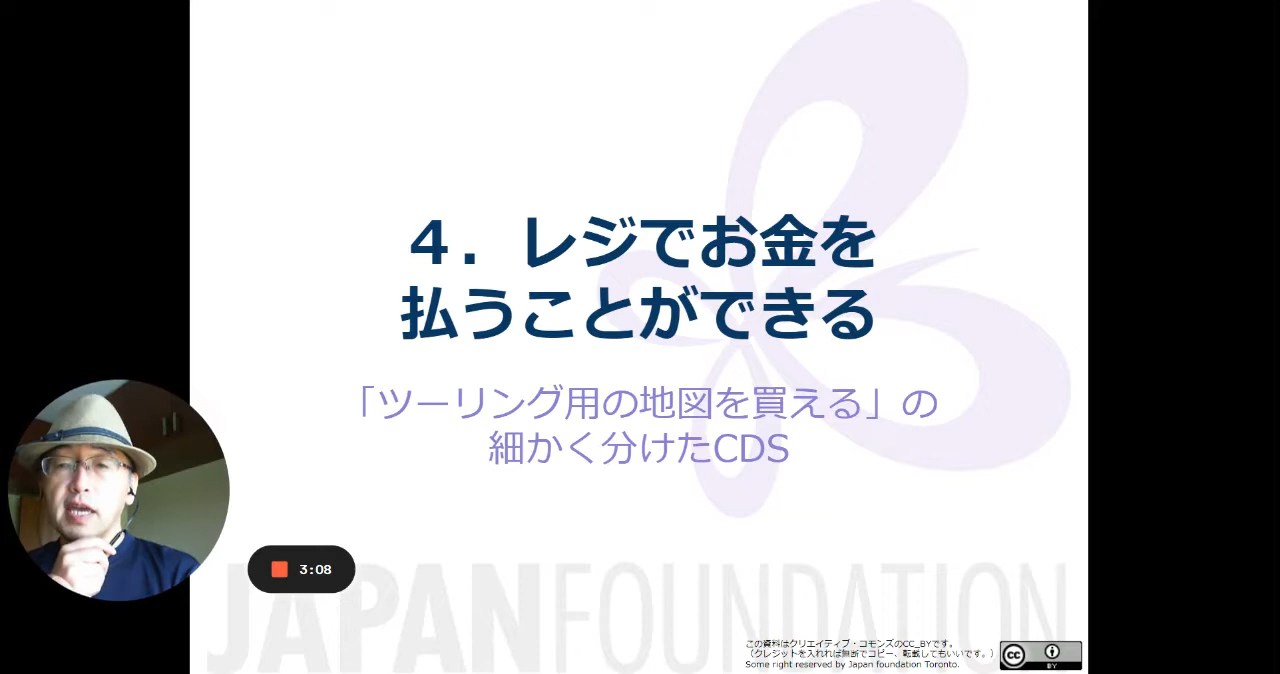 ４．レジでお金を
払うことができる
「ツーリング用の地図を買える」の
細かく分けたCDS
3:08
JAPANFOUNDATION
この資料はクリエイティブ・コモンズのCC_BYです。
（クレジットを入れれば無断でコピー、転載してもいいです。）
Some right reserved by Japan foundation Toronto.
cc
BY